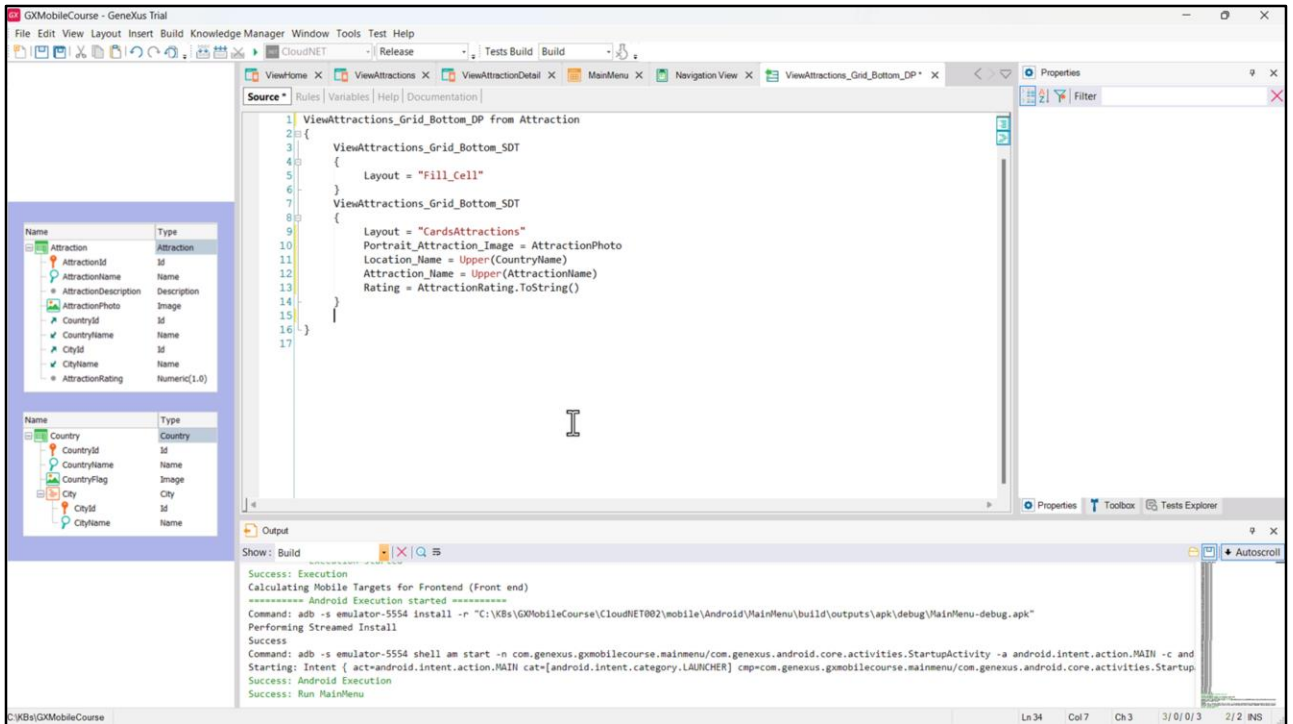 GX GXMobileCourse - GeneXus Trial
File Edit View Layout Insert Build Knowledge Manager Window Tools Test Help
CloudNET Release Tests Build Build
ViewHome ViewAttractions ViewAttractionDetail MainMenu Navigation View ViewAttractions_Grid_Bottom_DP *
Source * Rules Variables Help Documentation
1 ViewAttractions_Grid_Bottom_DP from Attraction
2 {
3 ViewAttractions_Grid_Bottom_SDT
4 {
5 Layout = "Fill_Cell"
6 }
7 ViewAttractions_Grid_Bottom_SDT
8 {
9 Layout = "CardsAttractions"
10 Portrait_Attraction_Image = AttractionPhoto
11 Location_Name = Upper(CountryName)
12 Attraction_Name = Upper(AttractionName)
13 Rating = AttractionRating.ToString()
14 }
15
16 }
17
Name Type
Attraction Attraction
AttractionId Id
AttractionName Name
AttractionDescription Description
AttractionPhoto Image
CountryId Id
CountryName Name
CityId Id
CityName Name
AttractionRating Numeric(1.0)
Name Type
Country Country
CountryId Id
CountryName Name
CountryFlag Image
City City
CityId Id
CityName Name
Properties
Filter
Properties Toolbox Tests Explorer
Output
Show: Build
Autoscroll
Success: Execution
Calculating Mobile Targets for Frontend (Front end)
========== Android Execution started ==========
Command: adb -s emulator-5554 install -r "C:\KBs\GXMobileCourse\CloudNET002\mobile\Android\MainMenu\build\outputs\apk\debug\MainMenu-debug.apk"
Performing Streamed Install
Success
Command: adb -s emulator-5554 shell am start -n com.genexus.gxmobilecourse.mainmenu/com.genexus.android.core.activities.StartupActivity -a android.intent.action.MAIN -c and
Starting: Intent { act=android.intent.action.MAIN cat=[android.intent.category.LAUNCHER] cmp=com.genexus.gxmobilecourse.mainmenu/com.genexus.android.core.activities.Startup
Success: Android Execution
Success: Run MainMenu
C:\KBs\GXMobileCourse
Ln 34 Col 7 Ch 3 3/0/0/3 2/2 INS